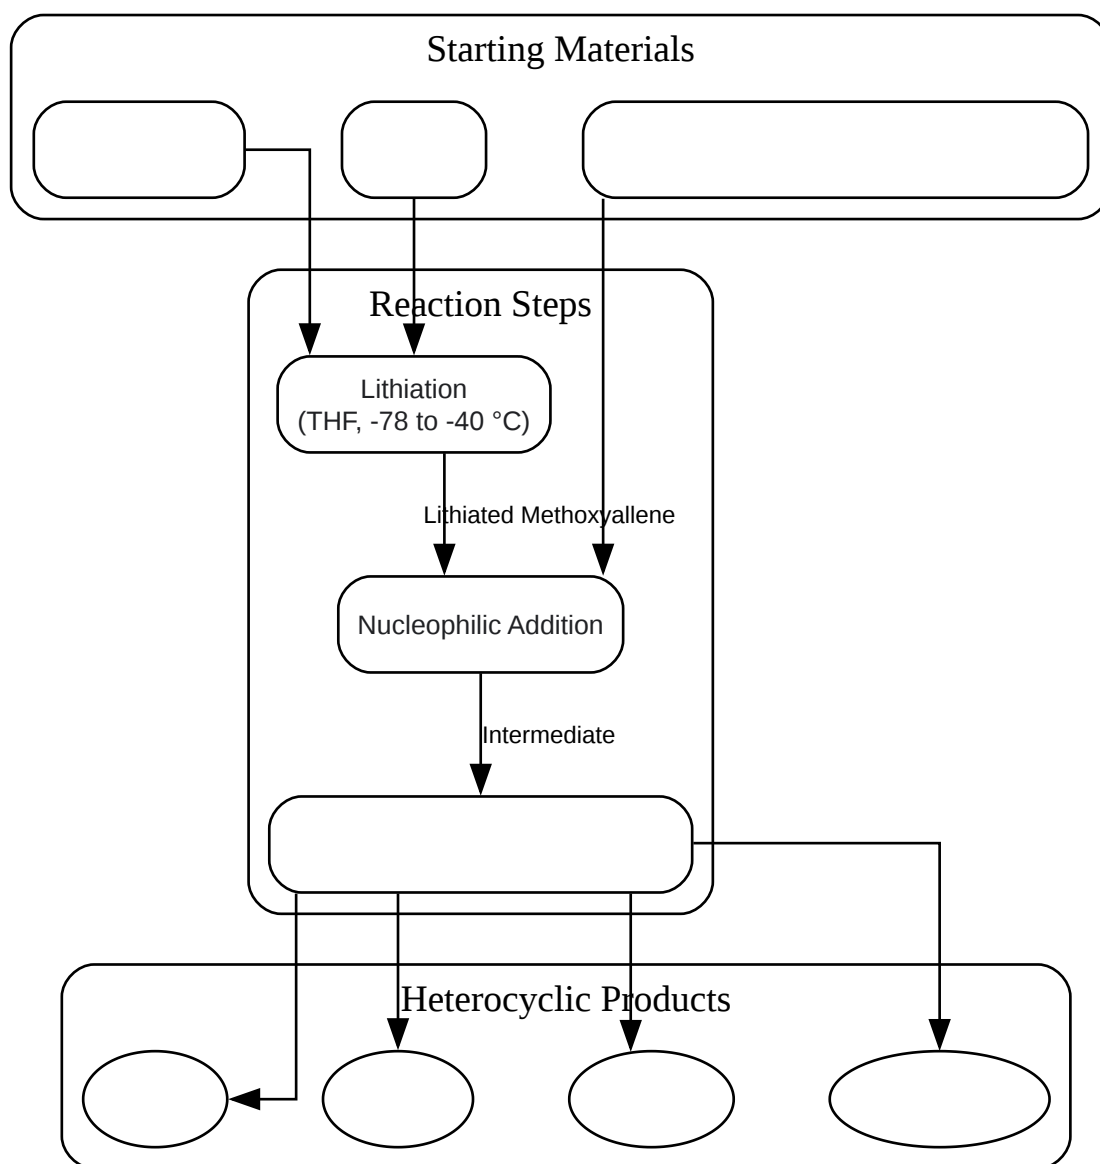 Starting Materials
Reaction Steps
Lithiation
(THF, -78 to -40 °C)
Lithiated Methoxyallene
Nucleophilic Addition
Intermediate
Heterocyclic Products